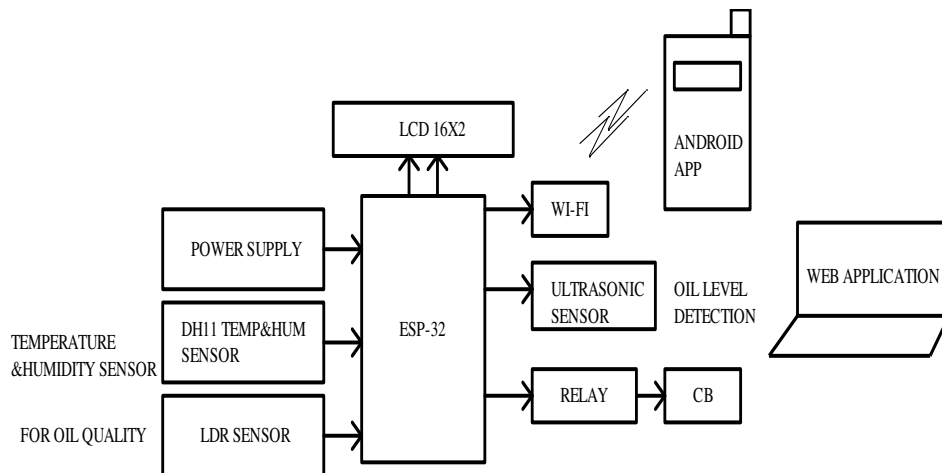 LCD 16X2
ANDROID
APP
WI-FI
POWER SUPPLY
ULTRASONIC
SENSOR
OIL LEVEL
DETECTION
WEB APPLICATION
ESP-32
TEMPERATURE
&HUMIDITY SENSOR
DH11 TEMP&HUM
SENSOR
RELAY
CB
FOR OIL QUALITY
LDR SENSOR